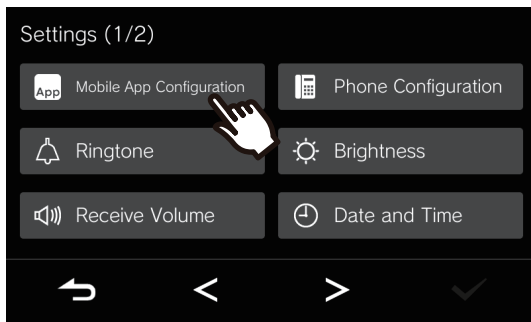 Settings (1/2)
App Mobile App Configuration
Phone Configuration
Ringtone
Brightness
Receive Volume
Date and Time